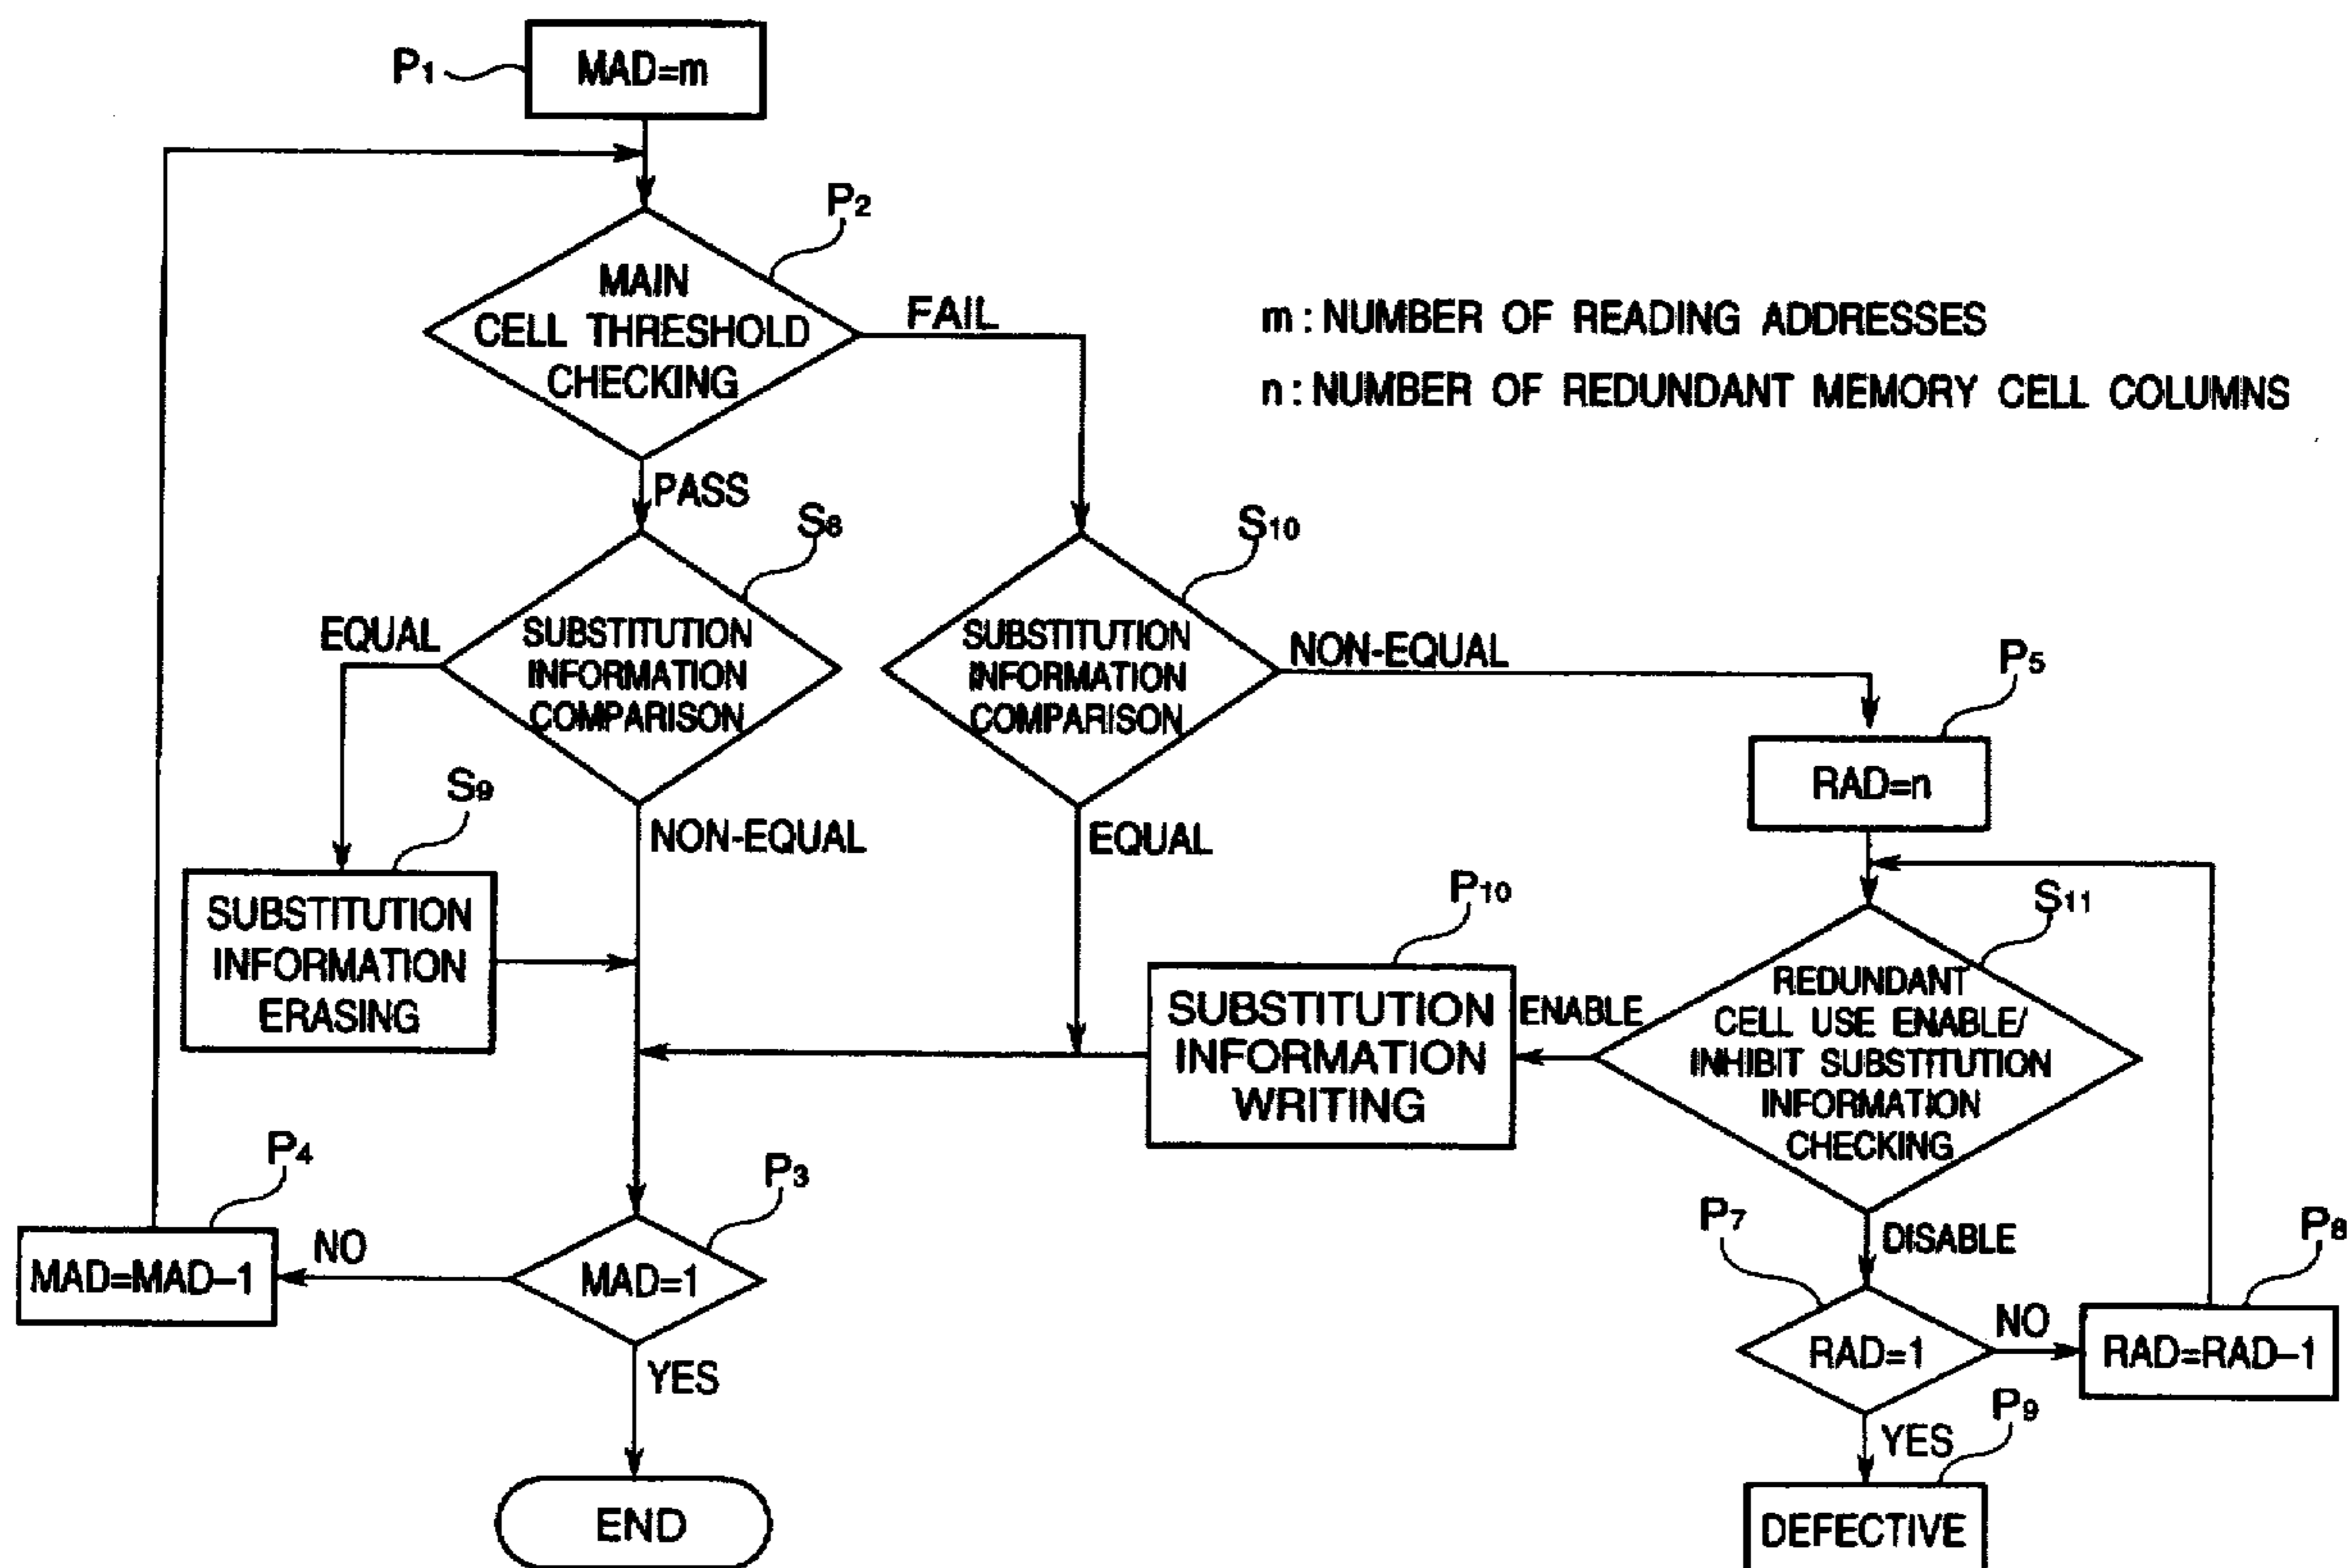 P1
MAD=m
P2
MAIN
CELL THRESHOLD
CHECKING
FAIL
m : NUMBER OF READING ADDRESSES
n : NUMBER OF REDUNDANT MEMORY CELL COLUMNS
PASS
S8
S10
EQUAL
SUBSTITUTION
INFORMATION
COMPARISON
SUBSTITUTION
INFORMATION
COMPARISON
NON-EQUAL
P5
RAD=n
S9
NON-EQUAL
EQUAL
SUBSTITUTION
INFORMATION
ERASING
P10
SUBSTITUTION
INFORMATION
WRITING
ENABLE
S11
REDUNDANT
CELL USE ENABLE/
INHIBIT SUBSTITUTION
INFORMATION
CHECKING
P4
MAD=MAD–1
NO
P3
MAD=1
YES
END
P7
DISABLE
RAD=1
NO
P8
RAD=RAD–1
YES
P9
DEFECTIVE